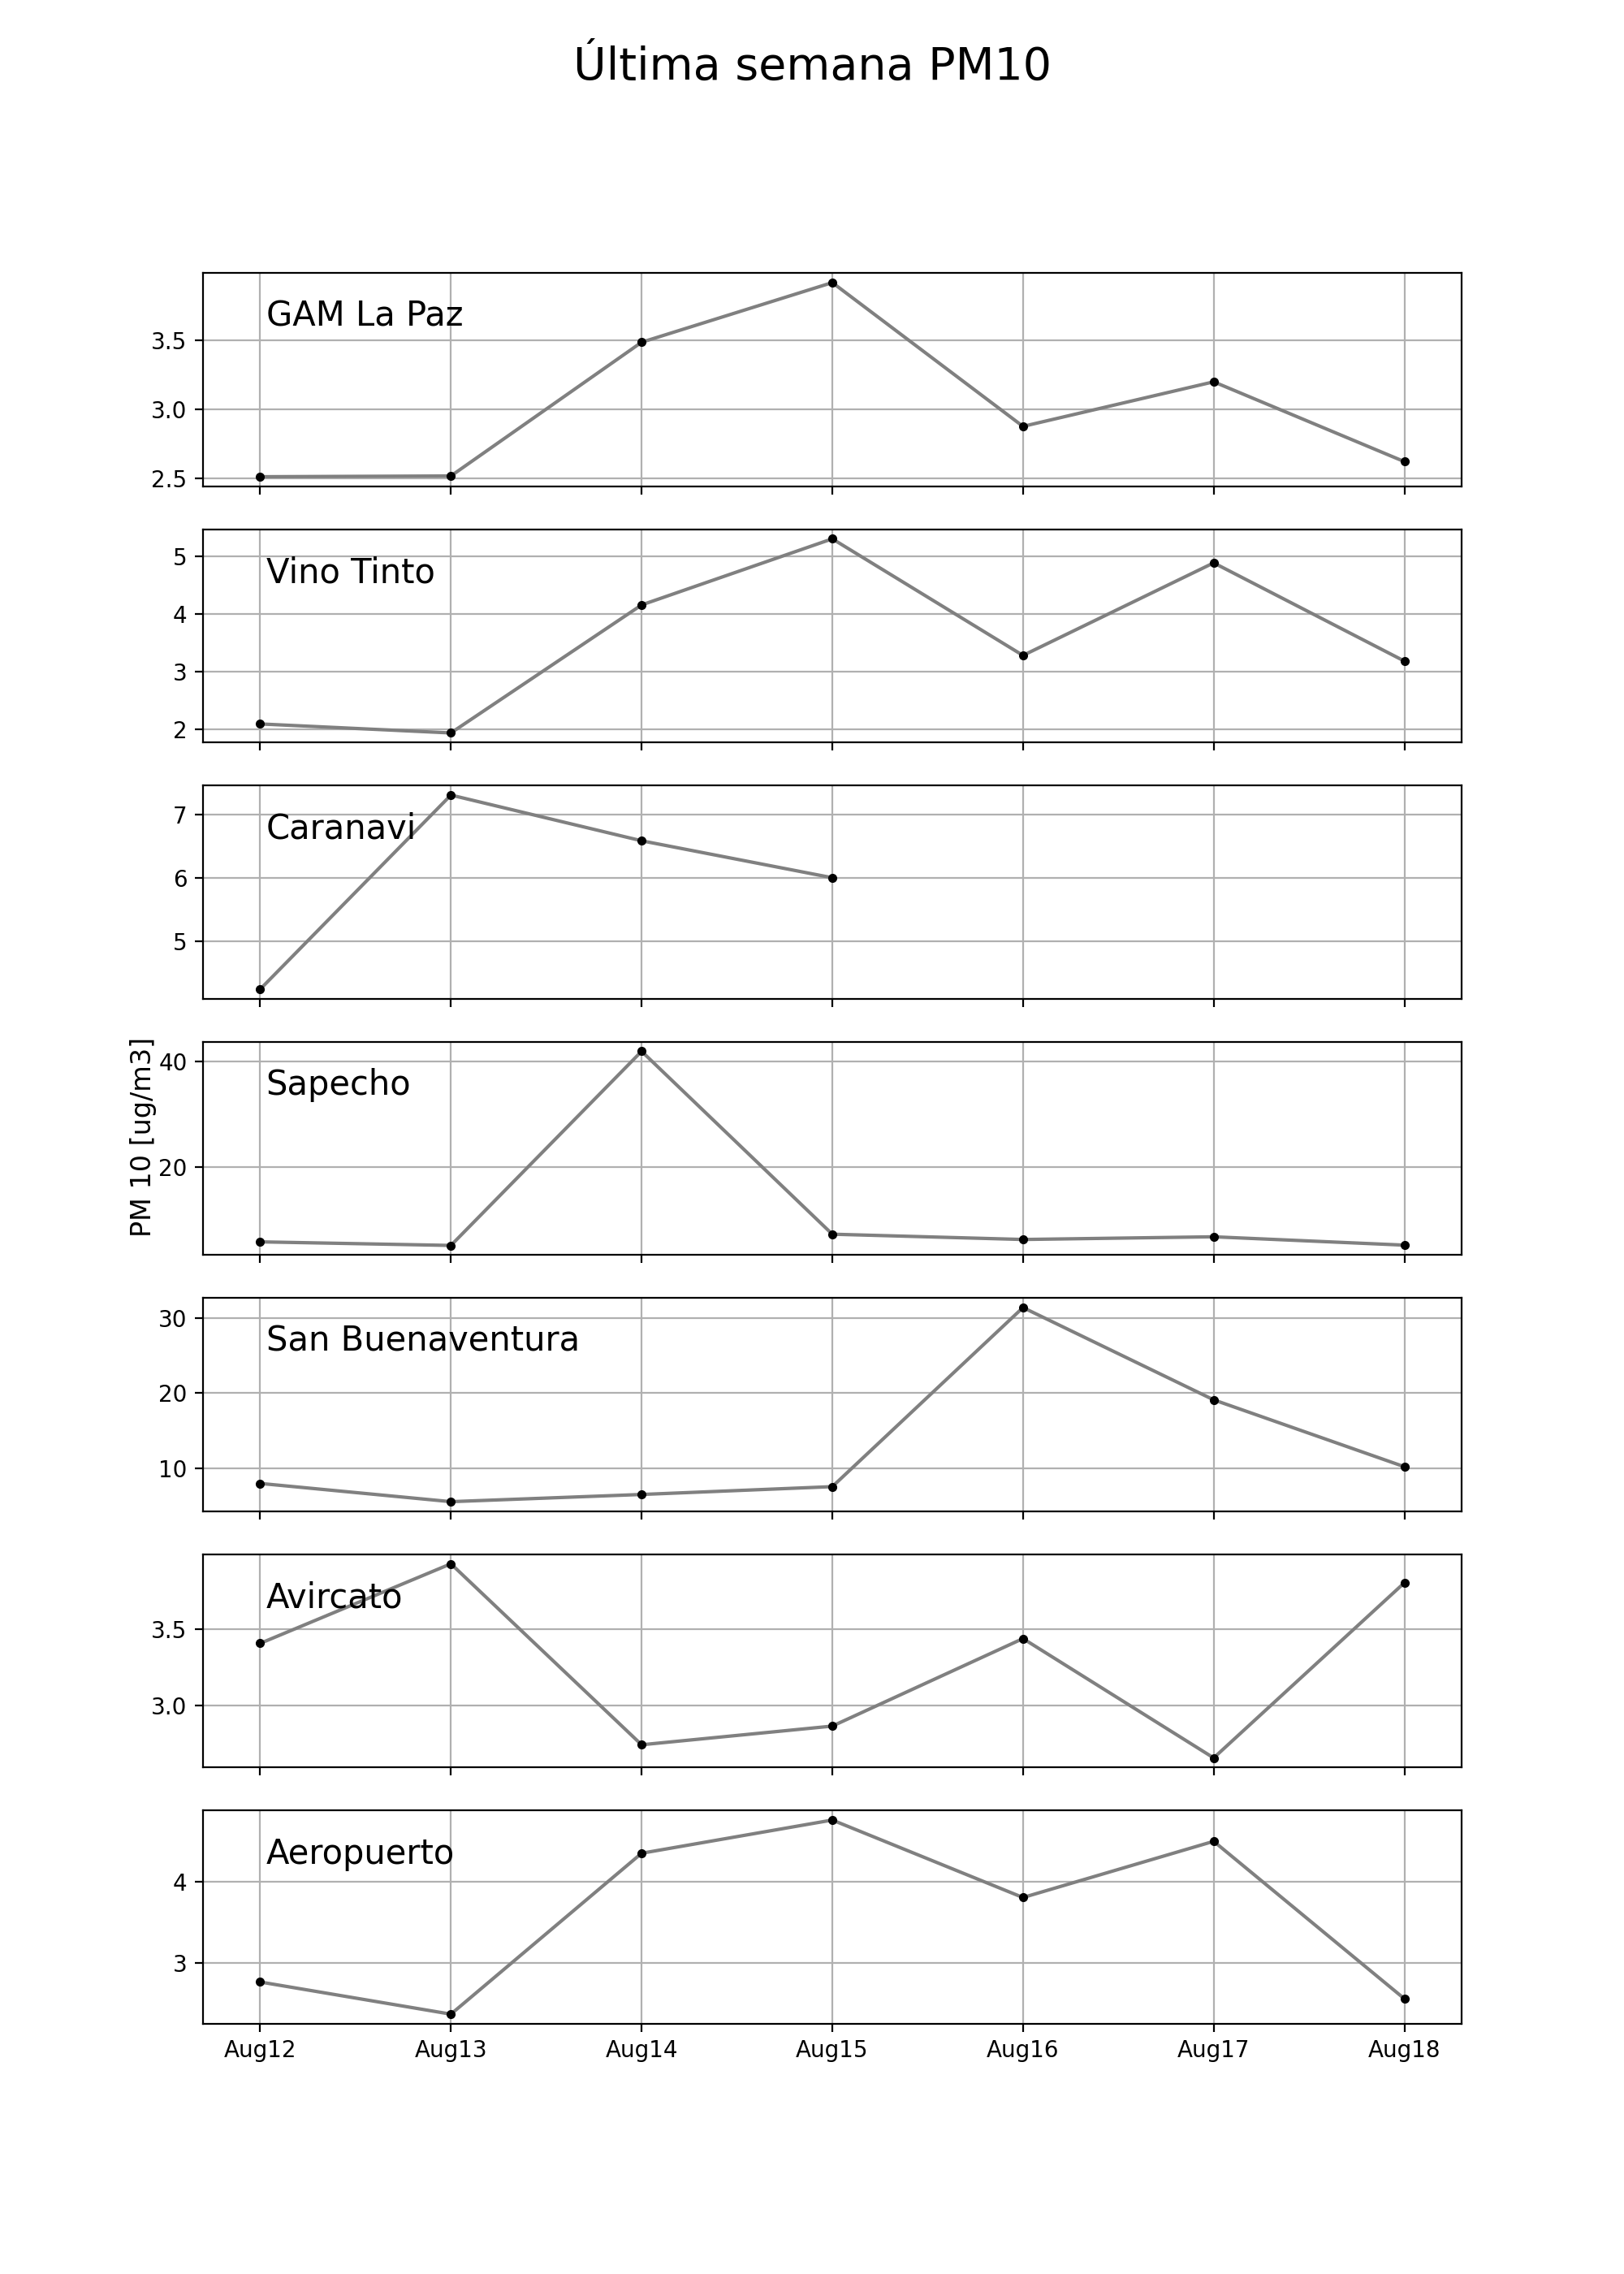 Última semana PM10
GAM La Paz
3.5
3.0
2.5
Vino Tinto
5
4
3
2
Caranavi
7
6
5
PM 10 [ug/m3]
Sapecho
40
20
San Buenaventura
30
20
10
Avircato
3.5
3.0
Aeropuerto
4
3
Aug12 Aug13 Aug14 Aug15 Aug16 Aug17 Aug18